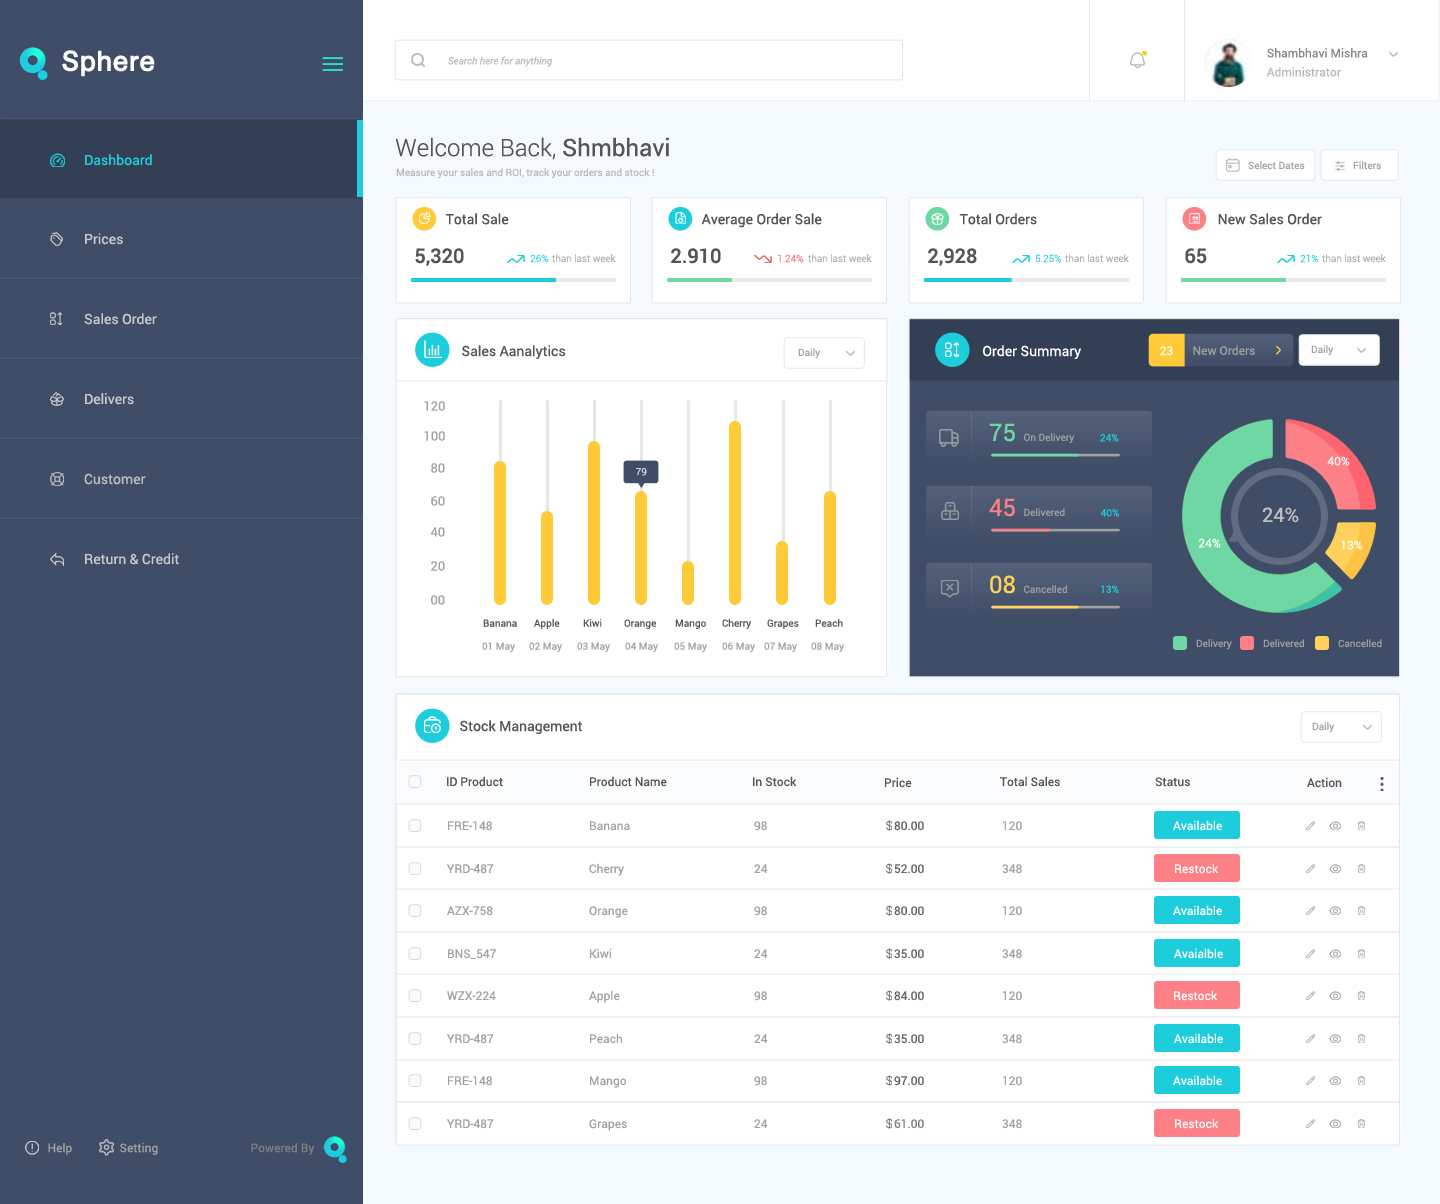 Sphere
Search here for anything
Shambhavi Mishra
Administrator
Dashboard
Prices
Sales Order
Delivers
Customer
Return & Credit
Help
Setting
Powered By
Welcome Back, Shmbhavi
Measure your sales and ROI, track your orders and stock !
Select Dates
Filters
Total Sale
5,320
26% than last week
Average Order Sale
2.910
1.24% than last week
Total Orders
2,928
5.25% than last week
New Sales Order
65
21% than last week
Sales Aanalytics
Daily
120
100
80
60
40
20
00
79
Banana Apple Kiwi Orange Mango Cherry Grapes Peach
01 May 02 May 03 May 04 May 05 May 06 May 07 May 08 May
Order Summary
23 New Orders
Daily
75 On Delivery 24%
45 Delivered 40%
08 Cancelled 13%
40%
24%
13%
24%
Delivery Delivered Cancelled
Stock Management
Daily
ID Product Product Name In Stock Price Total Sales Status Action
FRE-148 Banana 98 $80.00 120 Available
YRD-487 Cherry 24 $52.00 348 Restock
AZX-758 Orange 98 $80.00 120 Available
BNS_547 Kiwi 24 $35.00 348 Avaialble
WZX-224 Apple 98 $84.00 120 Restock
YRD-487 Peach 24 $35.00 348 Available
FRE-148 Mango 98 $97.00 120 Available
YRD-487 Grapes 24 $61.00 348 Restock